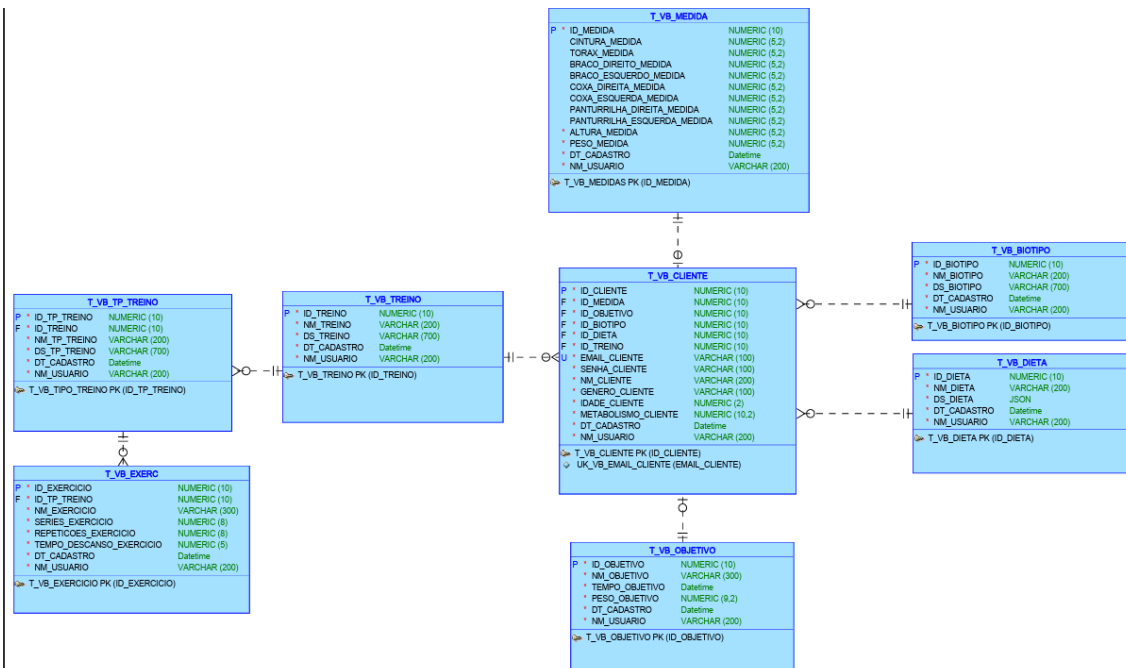 T_VB_MEDIDA
P * ID_MEDIDA NUMERIC (10)
CINTURA_MEDIDA NUMERIC (5,2)
TORAX_MEDIDA NUMERIC (5,2)
BRACO_DIREITO_MEDIDA NUMERIC (5,2)
BRACO_ESQUERDO_MEDIDA NUMERIC (5,2)
COXA_DIREITA_MEDIDA NUMERIC (5,2)
COXA_ESQUERDA_MEDIDA NUMERIC (5,2)
PANTURRILHA_DIREITA_MEDIDA NUMERIC (5,2)
PANTURRILHA_ESQUERDA_MEDIDA NUMERIC (5,2)
* ALTURA_MEDIDA NUMERIC (5,2)
* PESO_MEDIDA NUMERIC (5,2)
* DT_CADASTRO Datetime
* NM_USUARIO VARCHAR (200)
T_VB_MEDIDAS PK (ID_MEDIDA)
T_VB_TP_TREINO
P * ID_TP_TREINO NUMERIC (10)
F * ID_TREINO NUMERIC (10)
* NM_TP_TREINO VARCHAR (200)
* DS_TP_TREINO VARCHAR (700)
* DT_CADASTRO Datetime
* NM_USUARIO VARCHAR (200)
T_VB_TIPO_TREINO PK (ID_TP_TREINO)
T_VB_TREINO
P * ID_TREINO NUMERIC (10)
* NM_TREINO VARCHAR (200)
* DS_TREINO VARCHAR (700)
* DT_CADASTRO Datetime
* NM_USUARIO VARCHAR (200)
T_VB_TREINO PK (ID_TREINO)
T_VB_CLIENTE
P * ID_CLIENTE NUMERIC (10)
F * ID_MEDIDA NUMERIC (10)
F * ID_OBJETIVO NUMERIC (10)
F * ID_BIOTIPO NUMERIC (10)
F * ID_DIETA NUMERIC (10)
F * ID_TREINO NUMERIC (10)
U * EMAIL_CLIENTE VARCHAR (100)
* SENHA_CLIENTE VARCHAR (100)
* NM_CLIENTE VARCHAR (200)
* GENERO_CLIENTE VARCHAR (100)
* IDADE_CLIENTE NUMERIC (2)
* METABOLISMO_CLIENTE NUMERIC (10,2)
* DT_CADASTRO Datetime
* NM_USUARIO VARCHAR (200)
T_VB_CLIENTE PK (ID_CLIENTE)
UK_VB_EMAIL_CLIENTE (EMAIL_CLIENTE)
T_VB_BIOTIPO
P * ID_BIOTIPO NUMERIC (10)
* NM_BIOTIPO VARCHAR (200)
* DS_BIOTIPO VARCHAR (700)
* DT_CADASTRO Datetime
* NM_USUARIO VARCHAR (200)
T_VB_BIOTIPO PK (ID_BIOTIPO)
T_VB_DIETA
P * ID_DIETA NUMERIC (10)
* NM_DIETA VARCHAR (200)
* DS_DIETA JSON
* DT_CADASTRO Datetime
* NM_USUARIO VARCHAR (200)
T_VB_DIETA PK (ID_DIETA)
T_VB_EXERC
P * ID_EXERCICIO NUMERIC (10)
F * ID_TP_TREINO NUMERIC (10)
* NM_EXERCICIO VARCHAR (300)
* SERIES_EXERCICIO NUMERIC (8)
* REPETICOES_EXERCICIO NUMERIC (8)
* TEMPO_DESCANSO_EXERCICIO NUMERIC (5)
* DT_CADASTRO Datetime
* NM_USUARIO VARCHAR (200)
T_VB_EXERCICIO PK (ID_EXERCICIO)
T_VB_OBJETIVO
P * ID_OBJETIVO NUMERIC (10)
* NM_OBJETIVO VARCHAR (300)
* TEMPO_OBJETIVO Datetime
* PESO_OBJETIVO NUMERIC (9,2)
* DT_CADASTRO Datetime
* NM_USUARIO VARCHAR (200)
T_VB_OBJETIVO PK (ID_OBJETIVO)